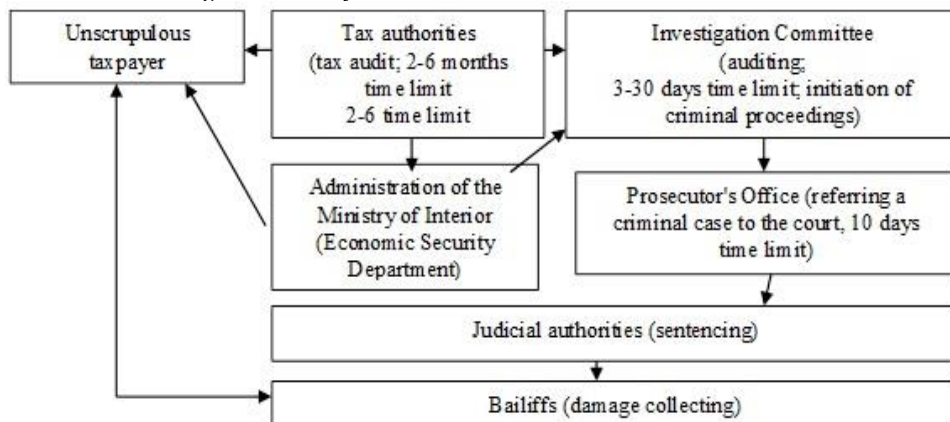 Unscrupulous
taxpayer
Tax authorities
(tax audit; 2-6 months
time limit
2-6 time limit
Investigation Committee
(auditing;
3-30 days time limit; initiation of
criminal proceedings)
Administration of the
Ministry of Interior
(Economic Security
Department)
Prosecutor's Office (referring a
criminal case to the court, 10 days
time limit)
Judicial authorities (sentencing)
Bailiffs (damage collecting)